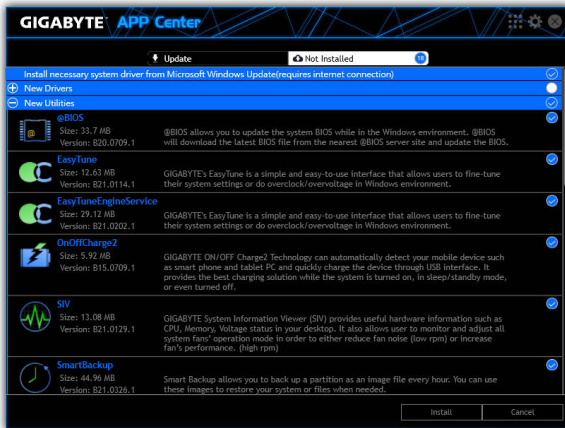 GIGABYTE™ APP Center
Update
Not Installed
18
Install necessary system driver from Microsoft Windows Update(requires internet connection)
New Drivers
New Utilities
@BIOS
Size: 33.7 MB
Version: B20.0709.1
@BIOS allows you to update the system BIOS while in the Windows environment. @BIOS
will download the latest BIOS file from the nearest @BIOS server site and update the BIOS.
EasyTune
Size: 12.63 MB
Version: B21.0114.1
GIGABYTE's EasyTune is a simple and easy-to-use interface that allows users to fine-tune
their system settings or do overclock/overvoltage in Windows environment.
EasyTuneEngineService
Size: 29.12 MB
Version: B21.0202.1
GIGABYTE's EasyTune is a simple and easy-to-use interface that allows users to fine-tune
their system settings or do overclock/overvoltage in Windows environment.
OnOffCharge2
Size: 5.92 MB
Version: B15.0709.1
GIGABYTE ON/OFF Charge2 Technology can automatically detect your mobile device such
as smart phone and tablet PC and quickly charge the device through USB interface. It
provides the best charging solution while the system is turned on, in sleep/standby mode,
or even turned off.
SIV
Size: 13.08 MB
Version: B21.0129.1
GIGABYTE System Information Viewer (SIV) provides useful hardware information such as
CPU, Memory, Voltage status in your desktop. It also allows user to monitor and adjust all
system fans' operation mode in order to either reduce fan noise (low rpm) or increase
fan's performance. (high rpm)
SmartBackup
Size: 44.96 MB
Version: B21.0326.1
Smart Backup allows you to back up a partition as an image file every hour. You can use
these images to restore your system or files when needed.
Install
Cancel